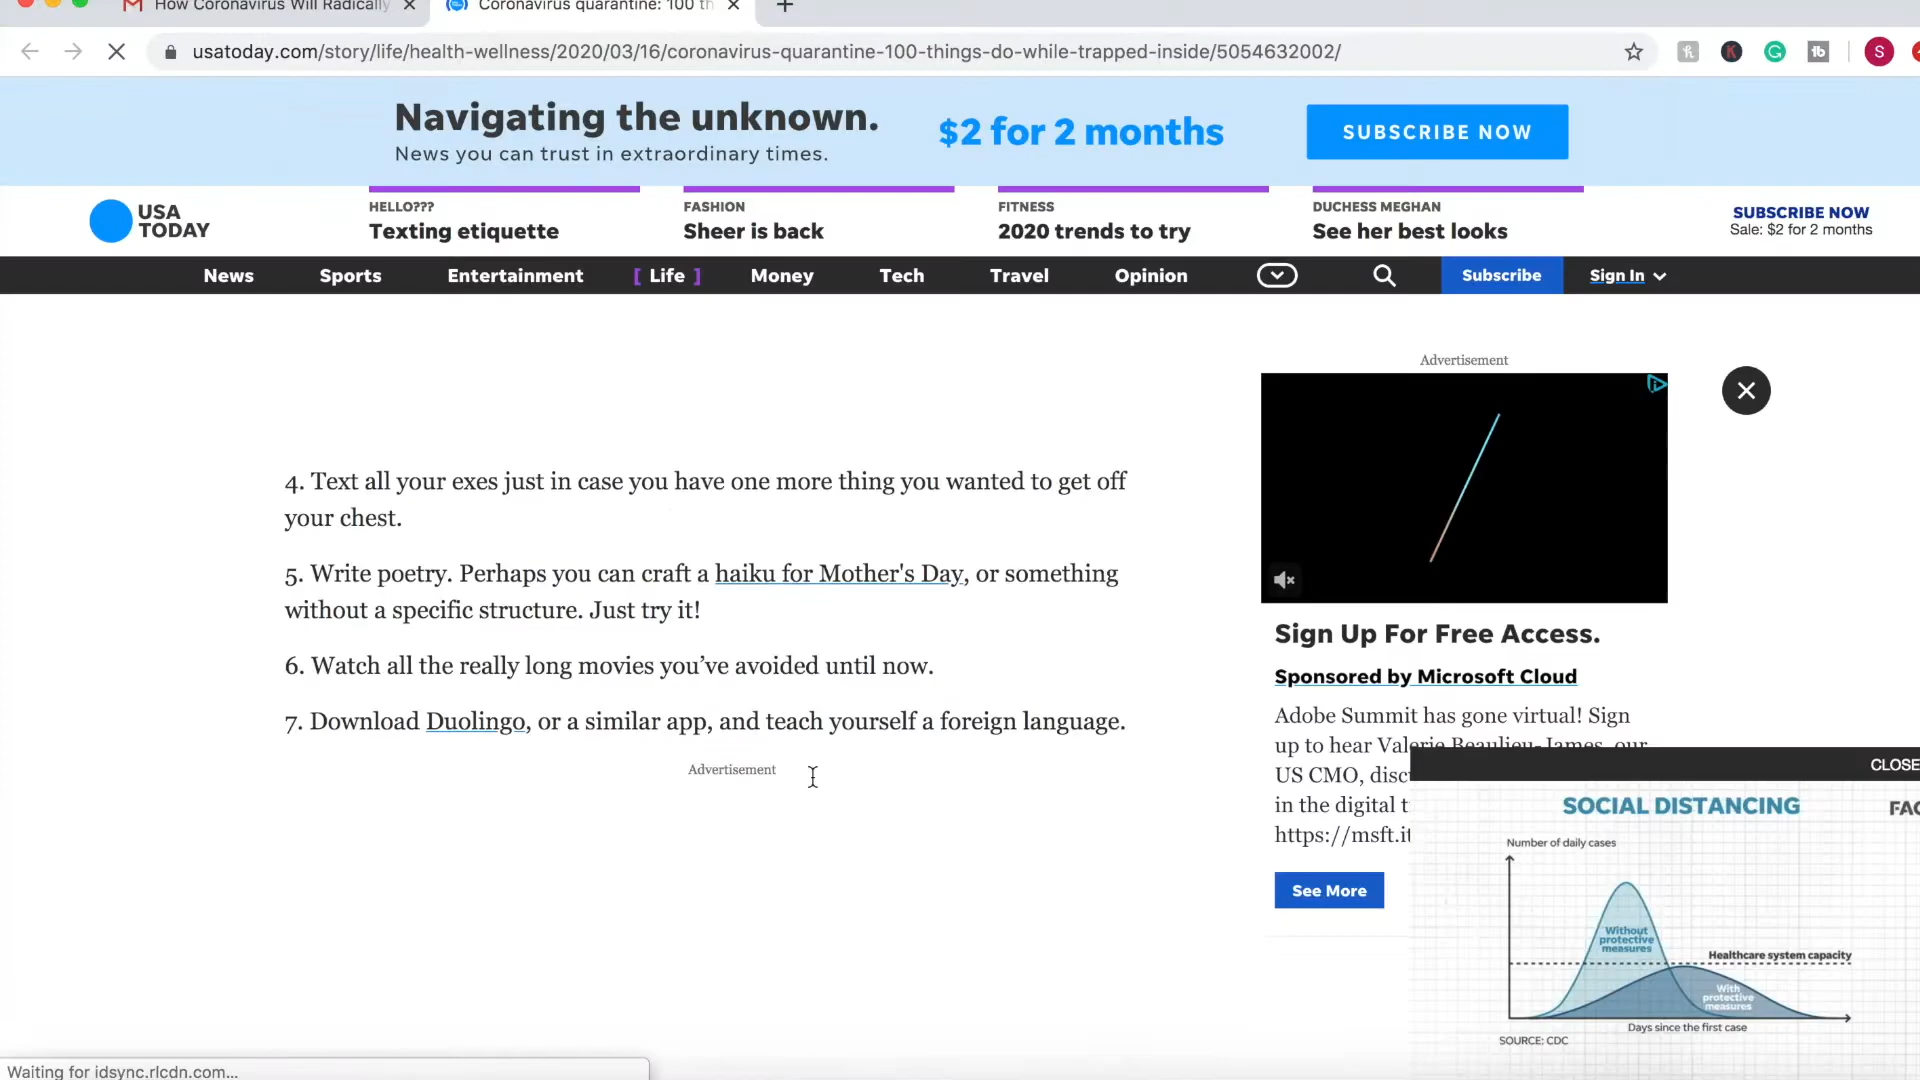 How Coronavirus Will Radically
Coronavirus quarantine: 100 th
usatoday.com/story/life/health-wellness/2020/03/16/coronavirus-quarantine-100-things-do-while-trapped-inside/5054632002/
S
Navigating the unknown.
News you can trust in extraordinary times.
$2 for 2 months
SUBSCRIBE NOW
USA
TODAY
HELLO???
Texting etiquette
FASHION
Sheer is back
FITNESS
2020 trends to try
DUCHESS MEGHAN
See her best looks
SUBSCRIBE NOW
Sale: $2 for 2 months
News Sports Entertainment [ Life ] Money Tech Travel Opinion Subscribe Sign In
4. Text all your exes just in case you have one more thing you wanted to get off
your chest.
5. Write poetry. Perhaps you can craft a haiku for Mother's Day, or something
without a specific structure. Just try it!
6. Watch all the really long movies you’ve avoided until now.
7. Download Duolingo, or a similar app, and teach yourself a foreign language.
Advertisement
Advertisement
Sign Up For Free Access.
Sponsored by Microsoft Cloud
Adobe Summit has gone virtual! Sign
up to hear Valerie Beaulieu-James, our
US CMO, disc
in the digital t
https://msft.it
See More
CLOSE
SOCIAL DISTANCING
FAC
Number of daily cases
Without
protective
measures
Healthcare system capacity
With
protective
measures
Days since the first case
SOURCE: CDC
Waiting for idsync.rlcdn.com...